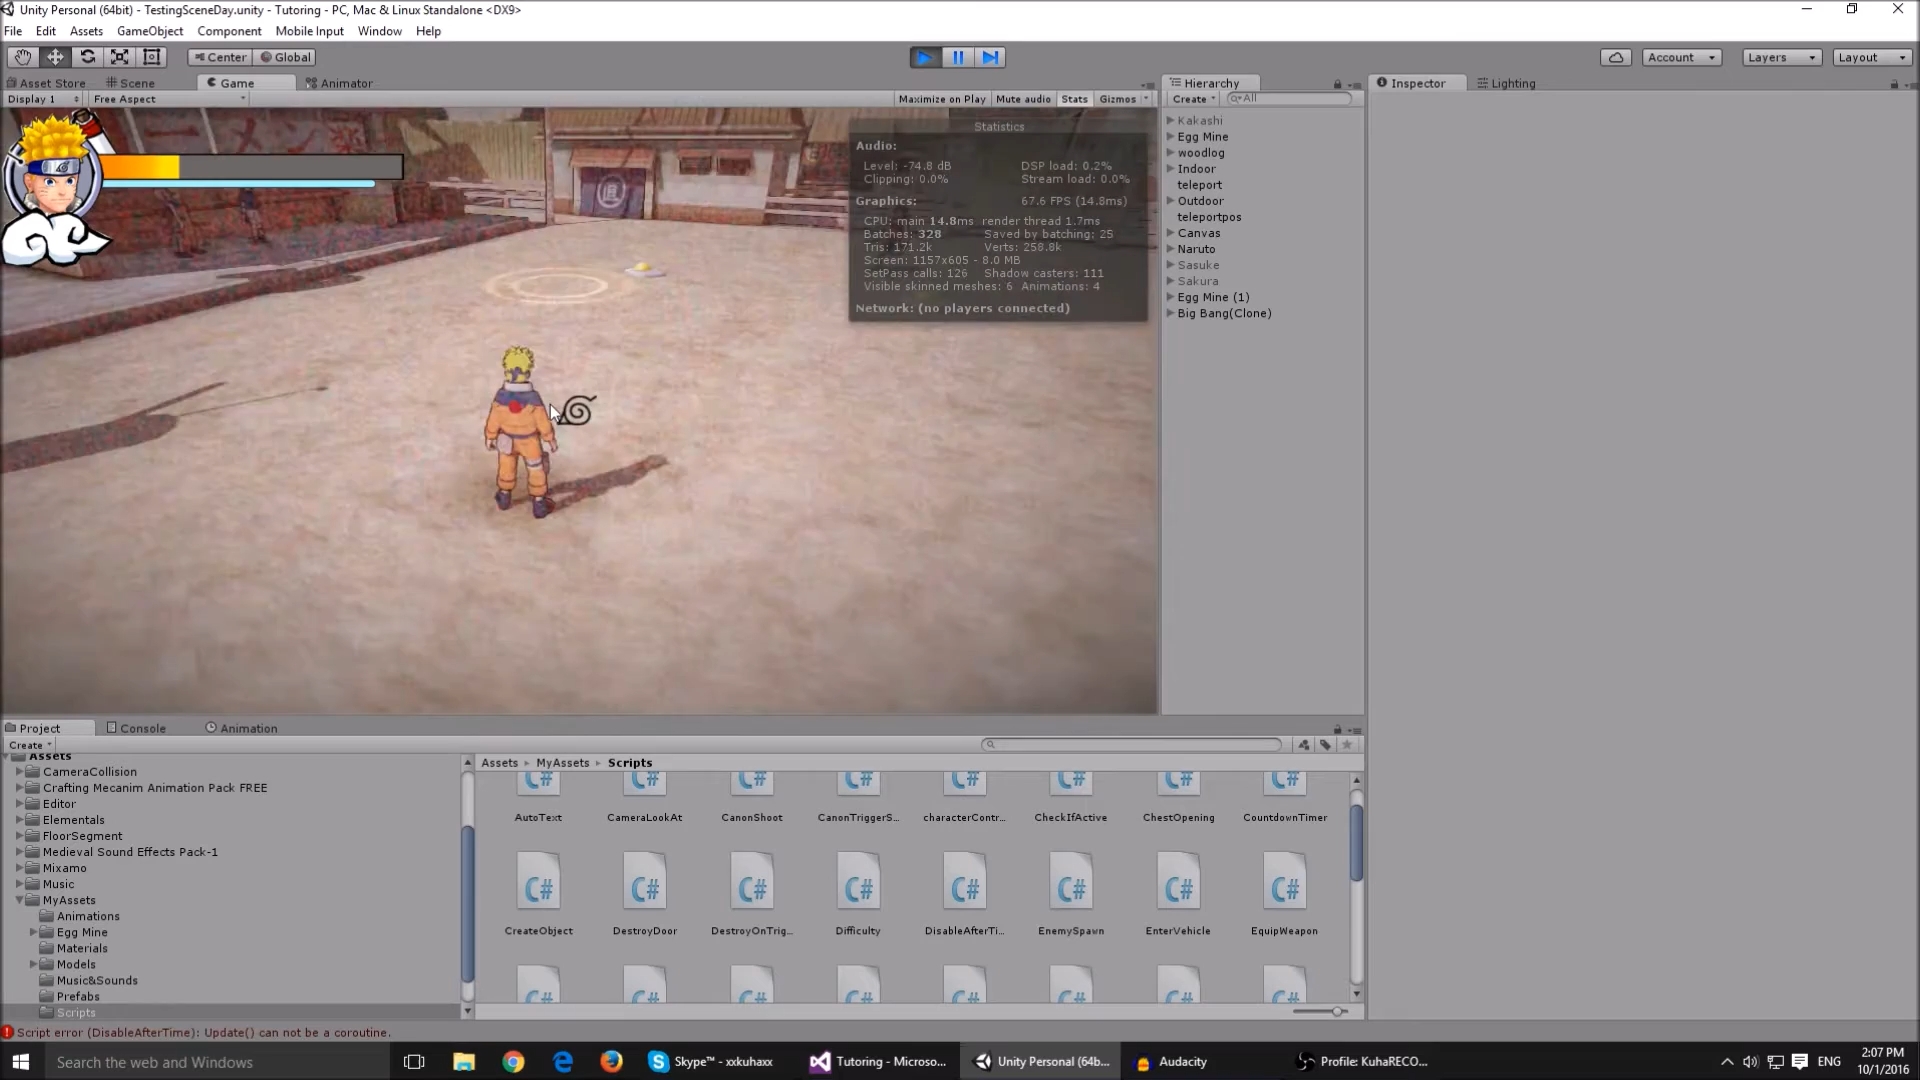 Unity Personal (64bit) - TestingSceneDay.unity - Tutoring - PC, Mac & Linux Standalone <DX9>
File Edit Assets GameObject Component Mobile Input Window Help
Center Global Account Layers Layout
Asset Store Scene Game Animator Hierarchy Inspector Lighting
Display 1 Free Aspect Maximize on Play Mute audio Stats Gizmos Create All
Statistics
Audio:
Level: -74.8 dB DSP load: 0.2%
Clipping: 0.0% Stream load: 0.0%
Graphics: 67.6 FPS (14.8ms)
CPU: main 14.8ms render thread 1.7ms
Batches: 328 Saved by batching: 25
Tris: 171.2k Verts: 258.8k
Screen: 1157x605 - 8.0 MB
SetPass calls: 126 Shadow casters: 111
Visible skinned meshes: 6 Animations: 4
Network: (no players connected)
Kakashi
Egg Mine
woodlog
Indoor
teleport
Outdoor
teleportpos
Canvas
Naruto
Sasuke
Sakura
Egg Mine (1)
Big Bang(Clone)
Project Console Animation
Create
Assets
CameraCollision
Crafting Mecanim Animation Pack FREE
Editor
Elementals
FloorSegment
Medieval Sound Effects Pack-1
Mixamo
Music
MyAssets
Animations
Egg Mine
Materials
Models
Music&Sounds
Prefabs
Scripts
Assets MyAssets Scripts
C# C# C# C# C# C# C# C#
AutoText CameraLookAt CanonShoot CanonTriggerS... characterContr... CheckIfActive ChestOpening CountdownTimer
C# C# C# C# C# C# C# C#
CreateObject DestroyDoor DestroyOnTrig... Difficulty DisableAfterTi... EnemySpawn EnterVehicle EquipWeapon
C# C# C# C# C# C# C# C#
Script error (DisableAfterTime): Update() can not be a coroutine.
Search the web and Windows Skype™ - xxkuhaxx Tutoring - Microso... Unity Personal (64b... Audacity Profile: KuhaRECO... ENG 2:07 PM
10/1/2016